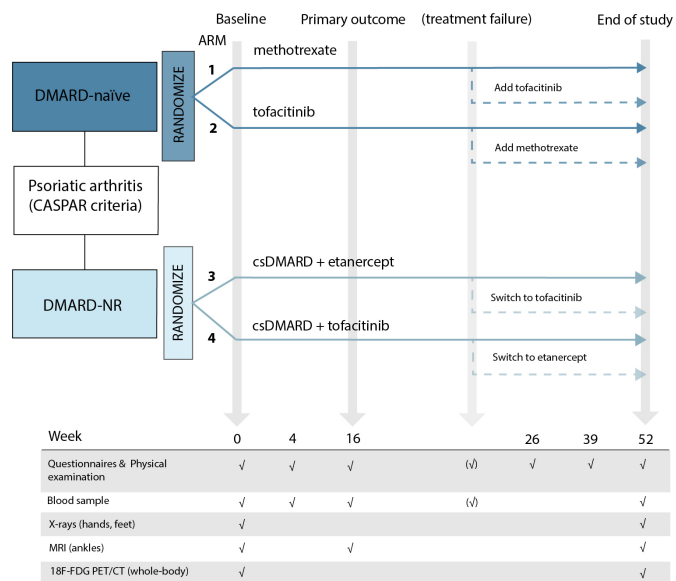 Baseline Primary outcome (treatment failure) End of study
ARM
methotrexate
1
Add tofacitinib
DMARD-naïve
RANDOMIZE
tofacitinib
2
Add methotrexate
Psoriatic arthritis
(CASPAR criteria)
csDMARD + etanercept
3
Switch to tofacitinib
DMARD-NR
RANDOMIZE
csDMARD + tofacitinib
4
Switch to etanercept
Week 0 4 16 26 39 52
Questionnaires & Physical
examination √ √ √ (√) √ √ √
Blood sample √ √ √ (√) √
X-rays (hands, feet) √ √
MRI (ankles) √ √ √
18F-FDG PET/CT (whole-body) √ √